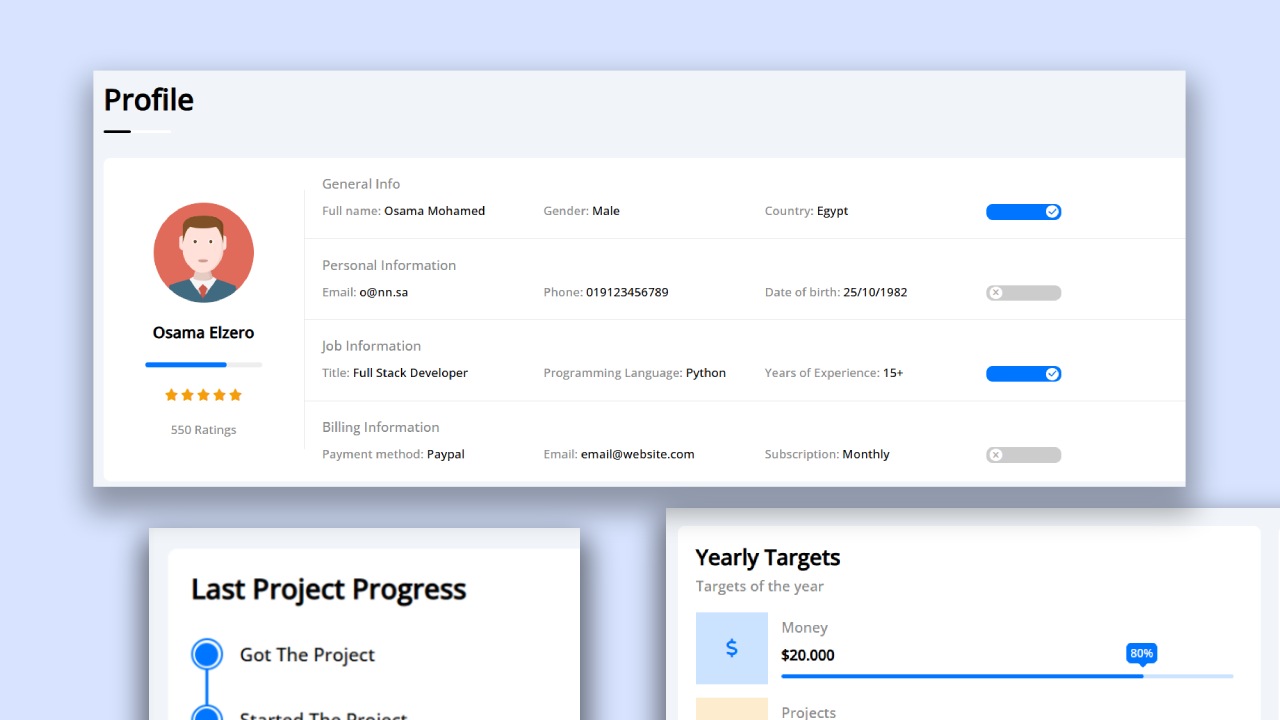 Profile
General Info
Full name: Osama Mohamed Gender: Male Country: Egypt
Personal Information
Email: o@nn.sa Phone: 019123456789 Date of birth: 25/10/1982
Osama Elzero
Job Information
Title: Full Stack Developer Programming Language: Python Years of Experience: 15+
550 Ratings
Billing Information
Payment method: Paypal Email: email@website.com Subscription: Monthly
Last Project Progress
Got The Project
Started The Project
Yearly Targets
Targets of the year
$
Money
$20.000
80%
Projects